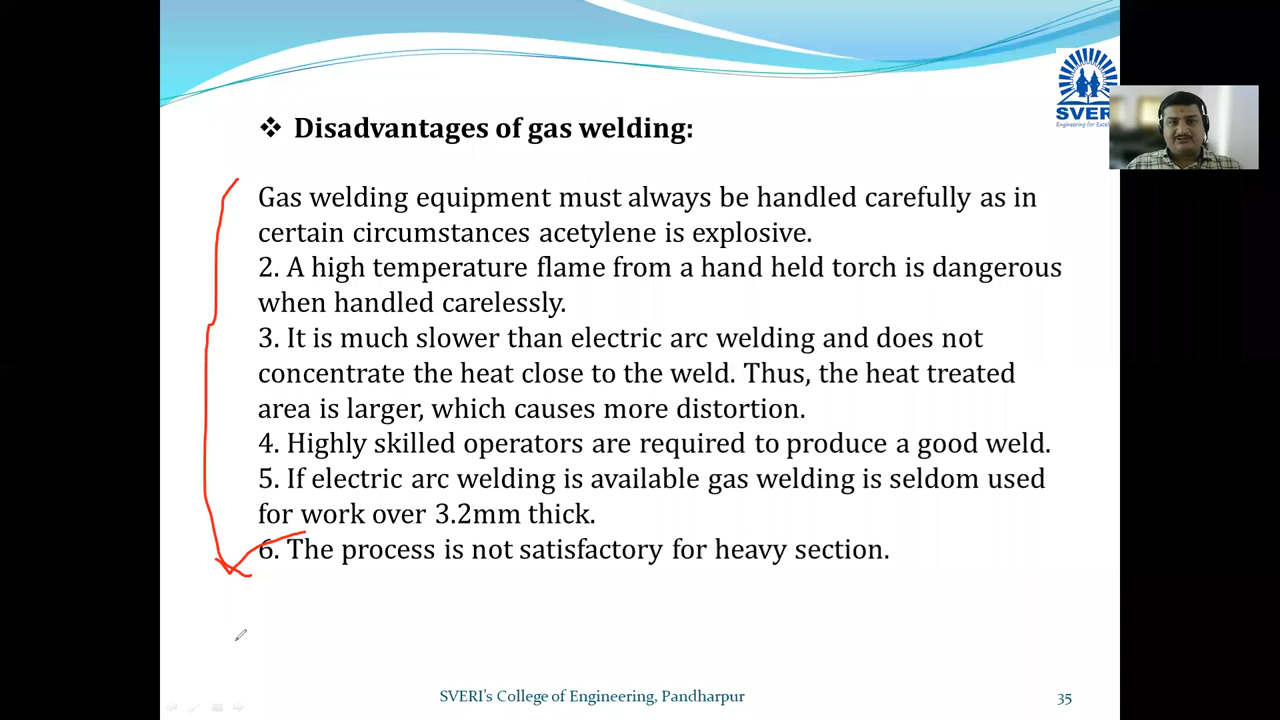 ❖ Disadvantages of gas welding:
Gas welding equipment must always be handled carefully as in
certain circumstances acetylene is explosive.
2. A high temperature flame from a hand held torch is dangerous
when handled carelessly.
3. It is much slower than electric arc welding and does not
concentrate the heat close to the weld. Thus, the heat treated
area is larger, which causes more distortion.
4. Highly skilled operators are required to produce a good weld.
5. If electric arc welding is available gas welding is seldom used
for work over 3.2mm thick.
6. The process is not satisfactory for heavy section.
SVERI's College of Engineering, Pandharpur
35